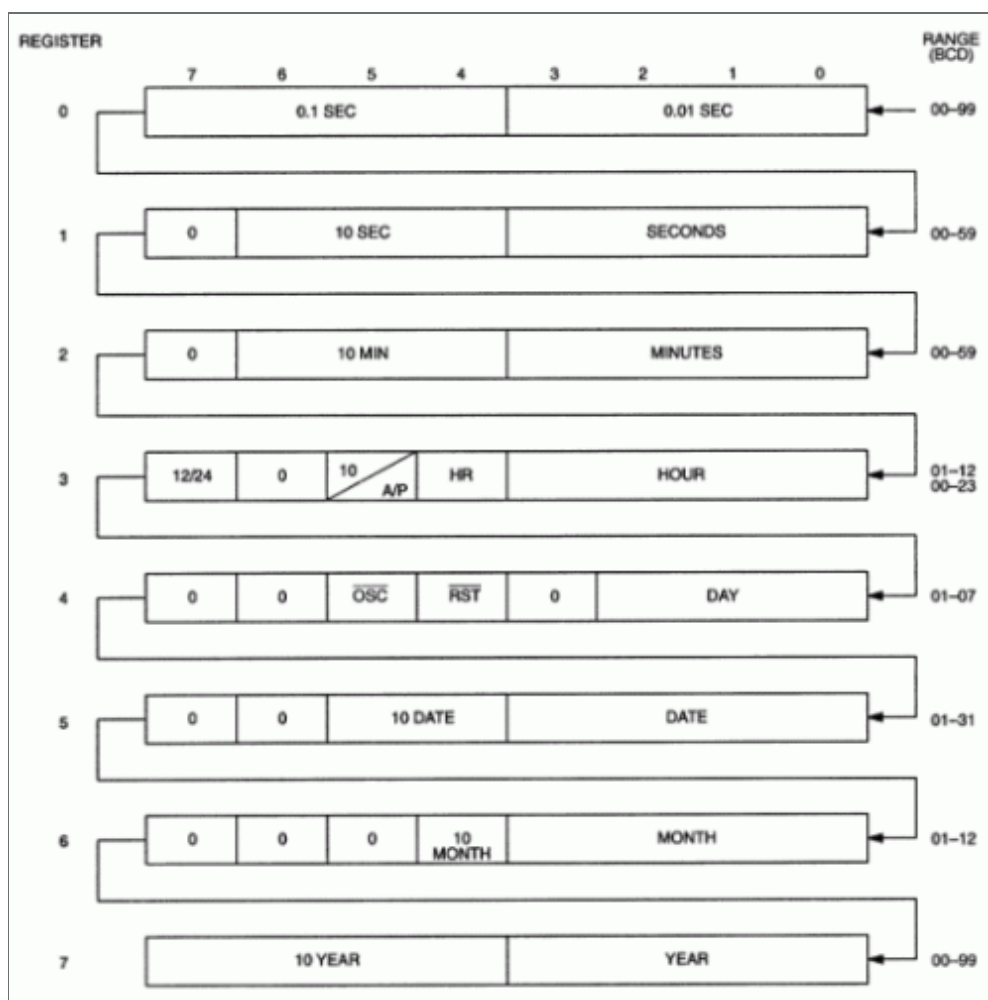 REGISTER
RANGE
(BCD)
7 6 5 4 3 2 1 0
0 0.1 SEC 0.01 SEC 00–99
1 0 10 SEC SECONDS 00–59
2 0 10 MIN MINUTES 00–59
3 12/24 0 10 A/P HR HOUR 01–12
00–23
4 0 0 OSC RST 0 DAY 01–07
5 0 0 10 DATE DATE 01–31
6 0 0 0 10 MONTH MONTH 01–12
7 10 YEAR YEAR 00–99